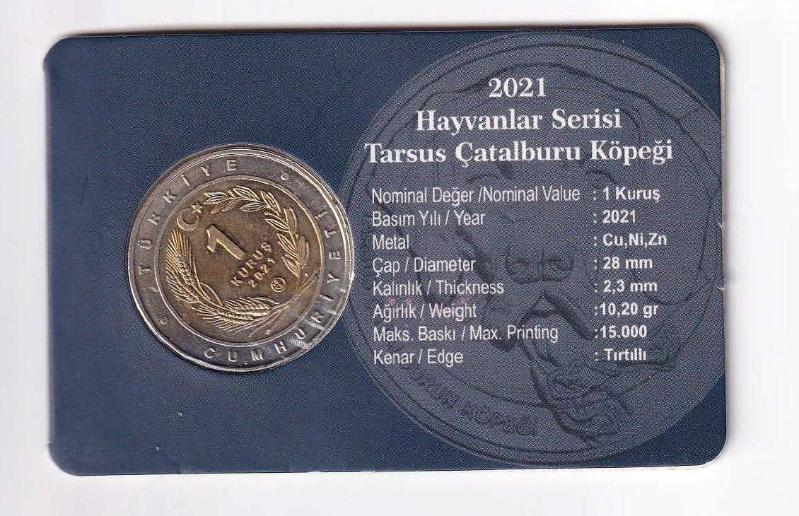 2021
Hayvanlar Serisi
Tarsus Çatalburu Köpeği
Nominal Değer /Nominal Value : 1 Kuruş
Basım Yılı / Year : 2021
Metal : Cu,Ni,Zn
Çap / Diameter : 28 mm
Kalınlık / Thickness : 2,3 mm
Ağırlık / Weight : 10,20 gr
Maks. Baskı / Max. Printing :15.000
Kenar / Edge : Tırtıllı
TÜRKİYE
CUMHURİYETİ
1
KURUŞ
2021
KÖPEĞİ